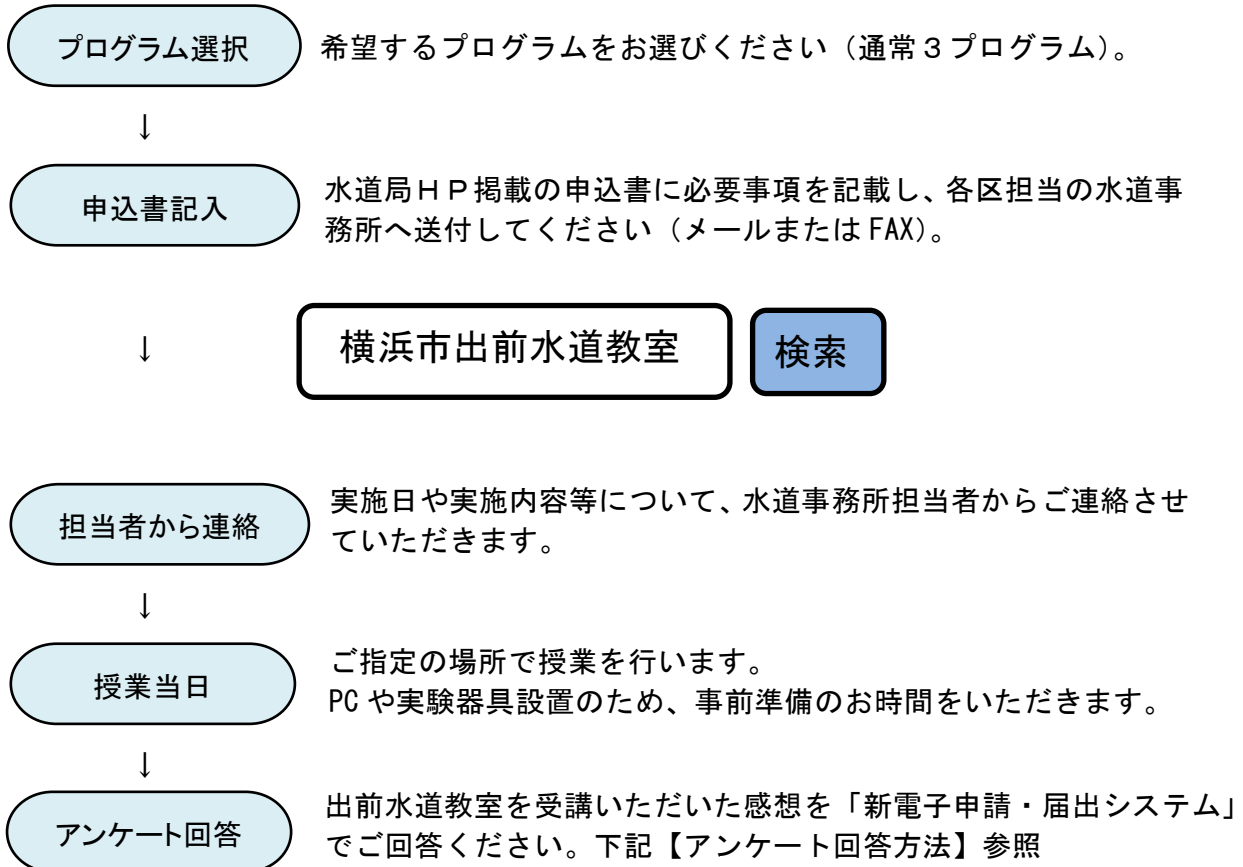 プログラム選択
希望するプログラムをお選びください（通常３プログラム）。
↓
申込書記入
水道局ＨＰ掲載の申込書に必要事項を記載し、各区担当の水道事
務所へ送付してください（メールまたは FAX）。
↓
横浜市出前水道教室
検索
担当者から連絡
実施日や実施内容等について、水道事務所担当者からご連絡させ
ていただきます。
↓
授業当日
ご指定の場所で授業を行います。
PC や実験器具設置のため、事前準備のお時間をいただきます。
↓
アンケート回答
出前水道教室を受講いただいた感想を「新電子申請・届出システム」
でご回答ください。下記【アンケート回答方法】参照